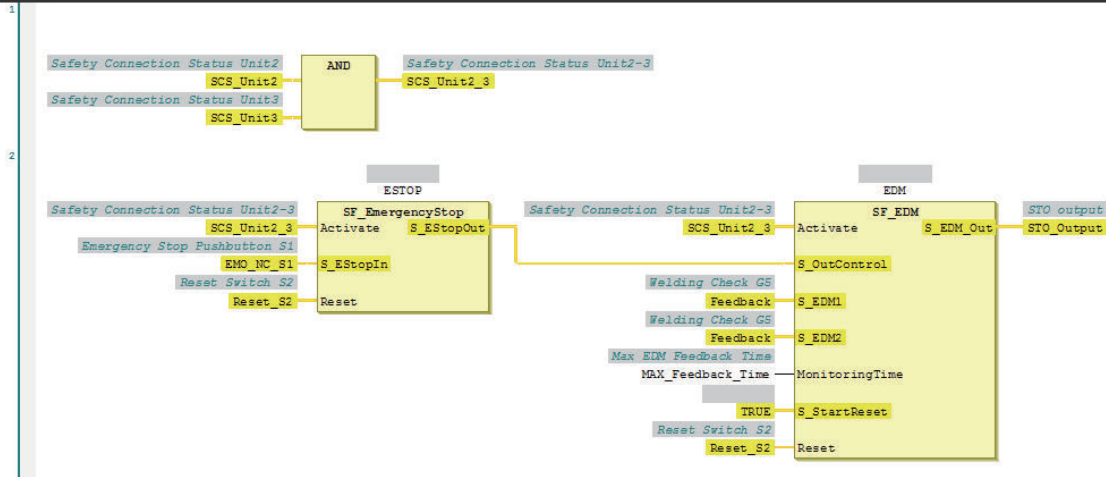 1
Safety Connection Status Unit2
AND
Safety Connection Status Unit2-3
SCS_Unit2
SCS_Unit2_3
Safety Connection Status Unit3
SCS_Unit3
2
ESTOP
EDM
Safety Connection Status Unit2-3
SF_EmergencyStop
Safety Connection Status Unit2-3
SF_EDM
STO output
SCS_Unit2_3
Activate
S_EStopOut
SCS_Unit2_3
Activate
S_EDM_Out
STO_Output
Emergency Stop Pushbutton S1
EMO_NC_S1
S_EStopIn
S_OutControl
Reset Switch S2
Welding Check G5
Reset_S2
Reset
Feedback
S_EDM1
Welding Check G5
Feedback
S_EDM2
Max EDM Feedback Time
MAX_Feedback_Time
MonitoringTime
TRUE
S_StartReset
Reset Switch S2
Reset_S2
Reset